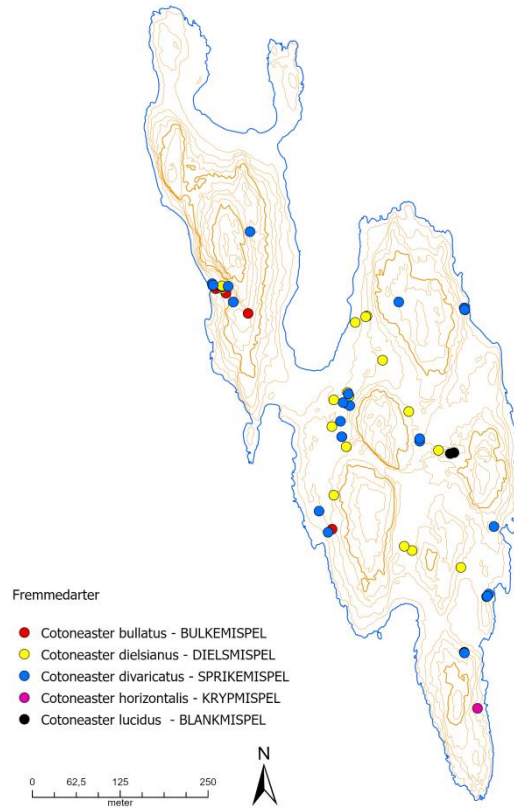 Fremmedarter
Cotoneaster bullatus - BULKEMISPEL
Cotoneaster dielsianus - DIELSMISPEL
Cotoneaster divaricatus - SPRIKEMISPEL
Cotoneaster horizontalis - KRYPMISPEL
Cotoneaster lucidus - BLANKMISPEL
N
0 62,5 125 250
meter